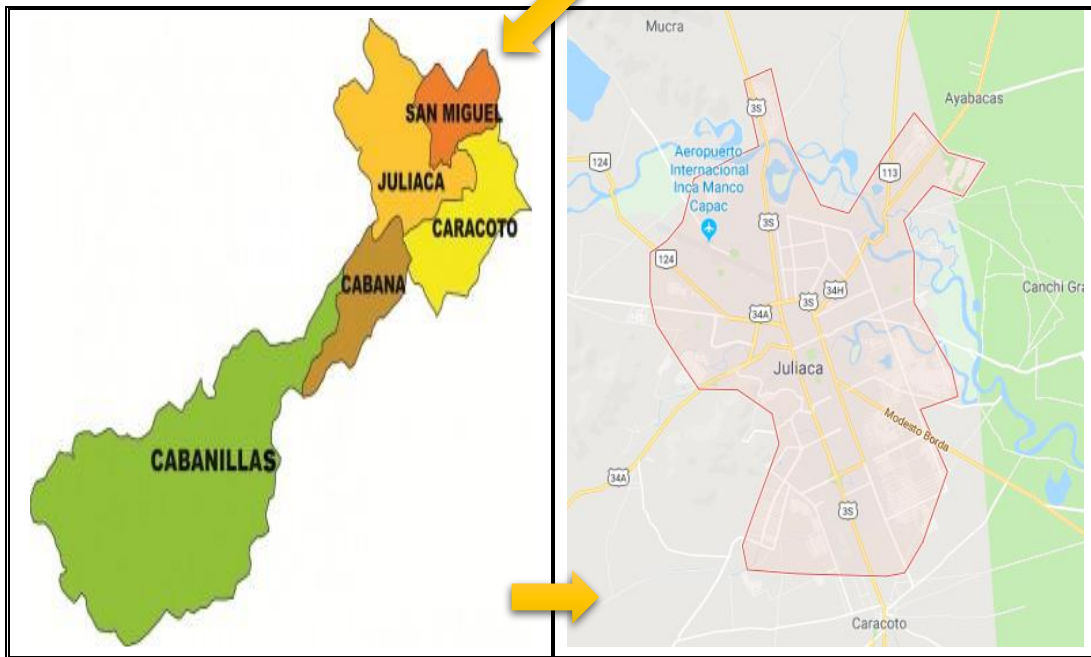 SAN MIGUEL
JULIACA
CARACOTO
CABANA
CABANILLAS
Mucra
3S
Ayabacas
124
Aeropuerto
Internacional
Inca Manco
Capac
113
3S
124
34H
3S
Canchi Gra
34A
Juliaca
Modesto Borda
34A
3S
Caracoto